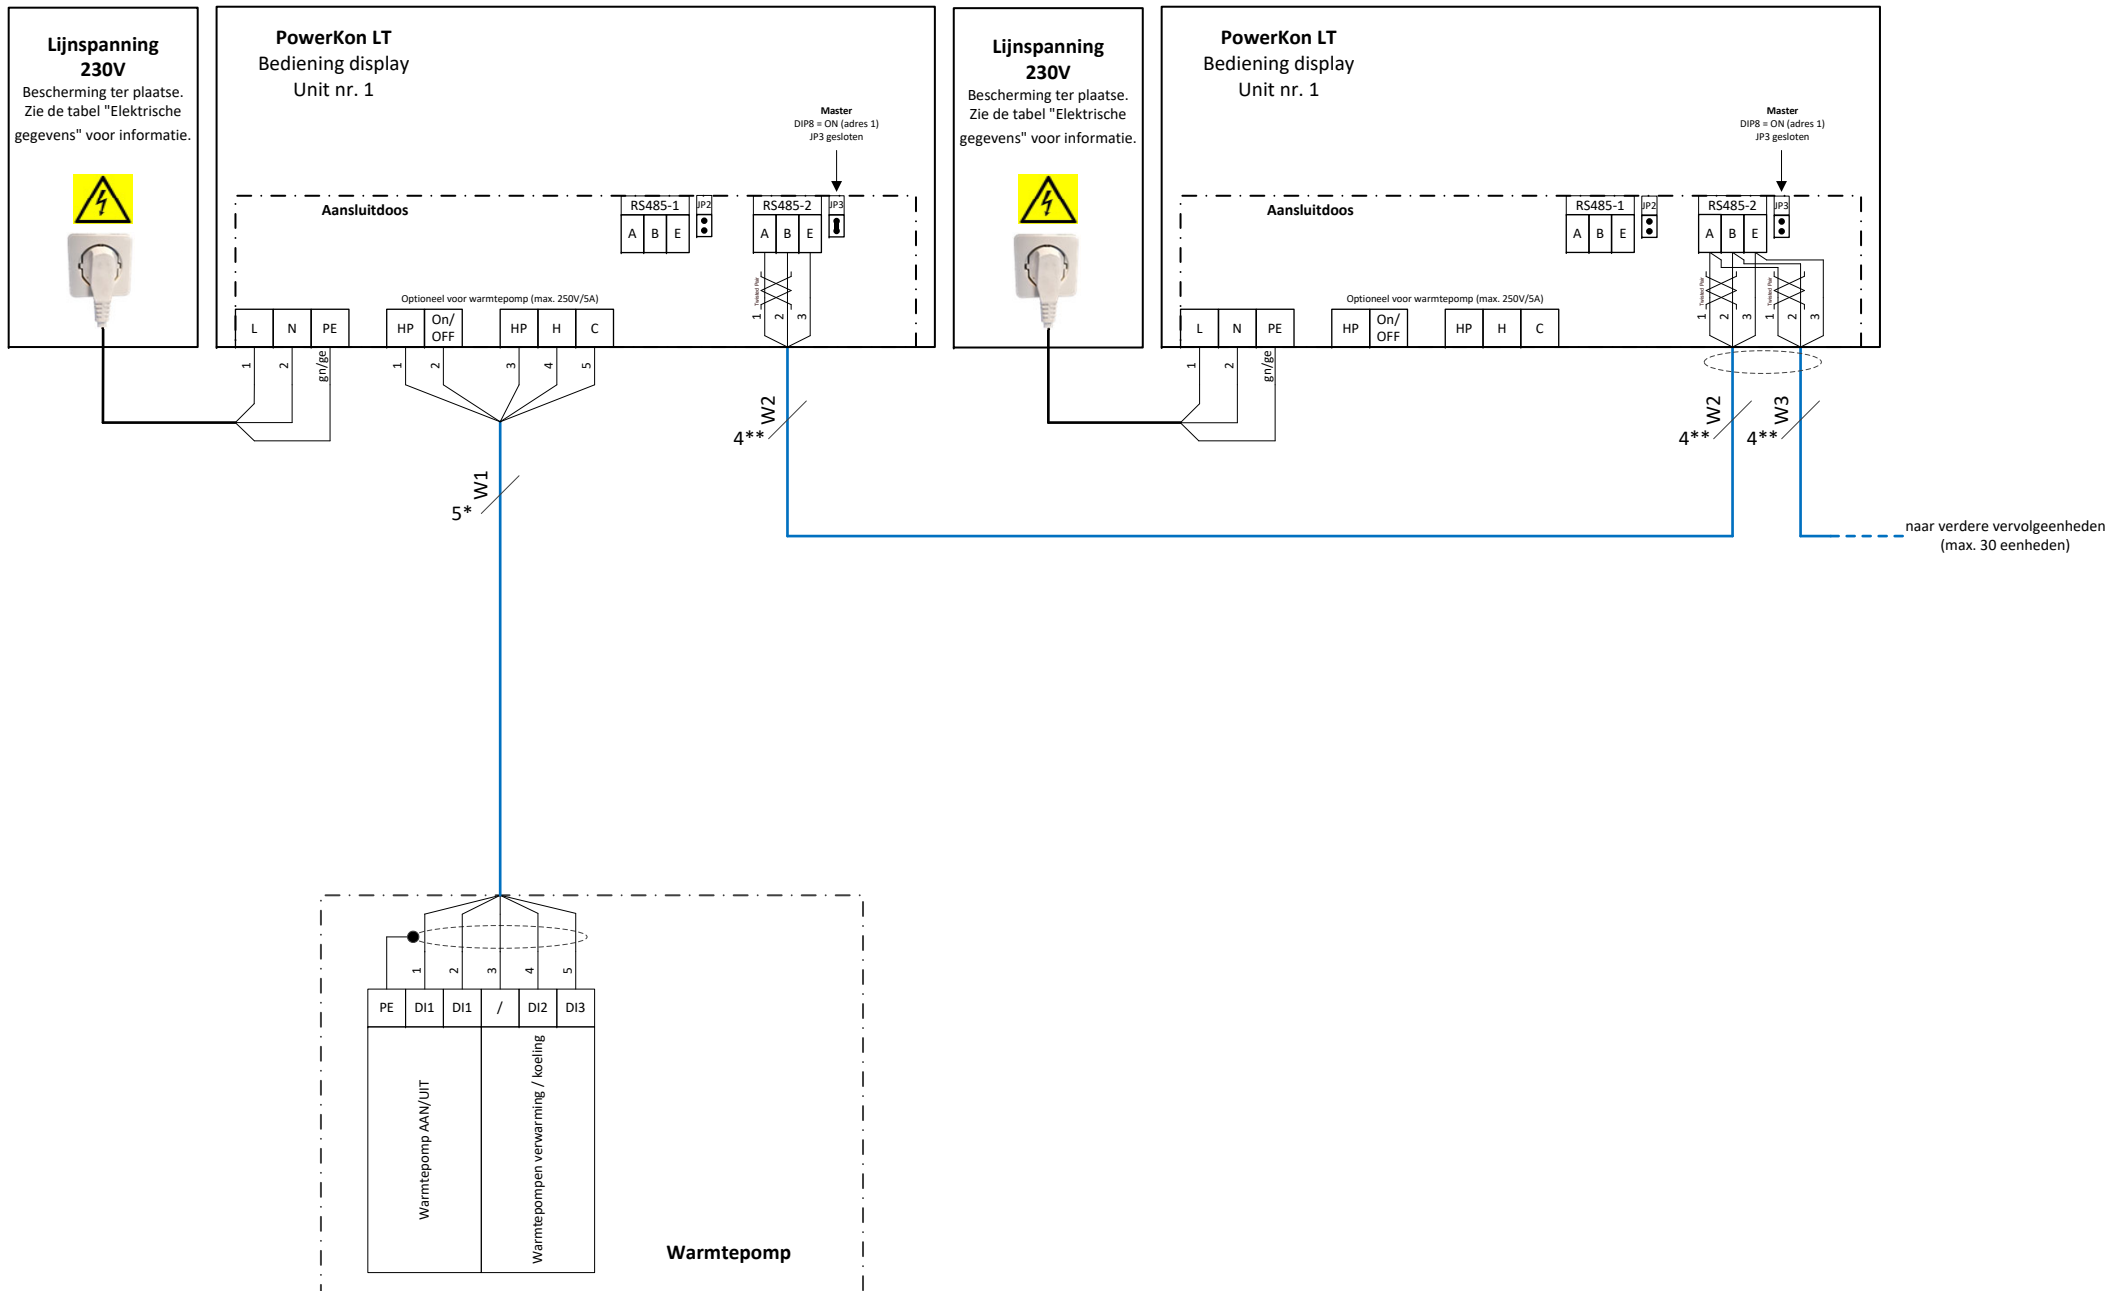 Lijnspanning
230V
Bescherming ter plaatse.
Zie de tabel "Elektrische
gegevens" voor informatie.
PowerKon LT
Bediening display
Unit nr. 1
Master
DIP8 = ON (adres 1)
JP3 gesloten
Aansluitdoos
RS485-1
JP2
RS485-2
JP3
A B E
A B E
Twisted Pair
1 2 3
Optioneel voor warmtepomp (max. 250V/5A)
L N PE
HP On/
OFF
HP H C
1 2 gn/ge
1 2 3 4 5
Lijnspanning
230V
Bescherming ter plaatse.
Zie de tabel "Elektrische
gegevens" voor informatie.
PowerKon LT
Bediening display
Unit nr. 1
Master
DIP8 = ON (adres 1)
JP3 gesloten
Aansluitdoos
RS485-1
JP2
RS485-2
JP3
A B E
A B E
Twisted Pair
Twisted Pair
1 2 3
1 2 3
Optioneel voor warmtepomp (max. 250V/5A)
L N PE
HP On/
OFF
HP H C
1 2 gn/ge
W2
4**
W2
4**
W3
4**
W1
5*
naar verdere vervolgeenheden
(max. 30 eenheden)
1 2 3 4 5
PE DI1 DI1 / DI2 DI3
Warmtepomp AAN/UIT
Warmtepompen verwarming / koeling
Warmtepomp